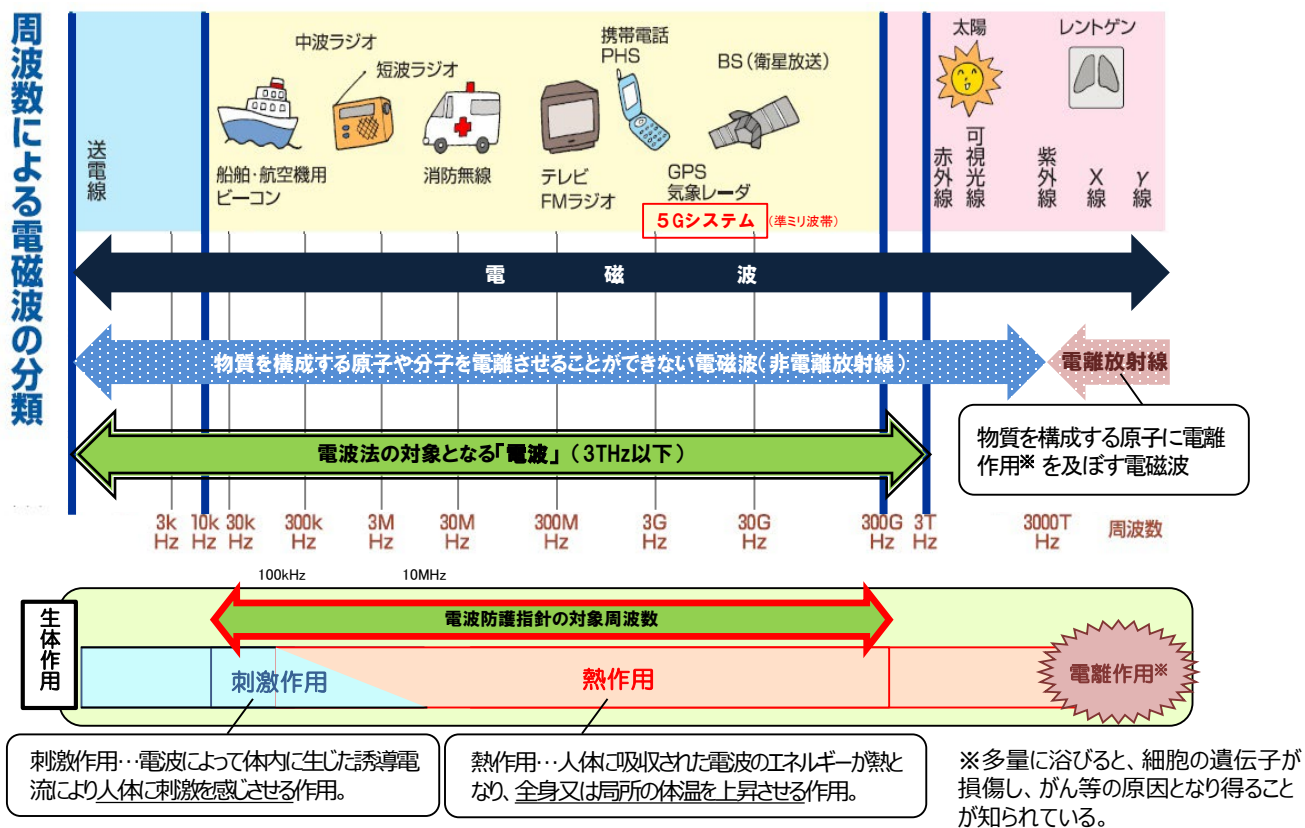 周波数による電磁波の分類
太陽
レントゲン
中波ラジオ
短波ラジオ
携帯電話
PHS
BS(衛星放送)
送電線
船舶・航空機用
ビーコン
消防無線
テレビ
FMラジオ
GPS
気象レーダ
5Gシステム
(準ミリ波帯)
赤外線
可視光線
紫外線
X線
γ線
電磁波
物質を構成する原子や分子を電離させることができない電磁波(非電離放射線)
電離放射線
電波法の対象となる「電波」(3THz以下)
物質を構成する原子に電離
作用※ を及ぼす電磁波
...
3k
Hz
10k
Hz
30k
Hz
300k
Hz
3M
Hz
30M
Hz
300M
Hz
3G
Hz
30G
Hz
300G
Hz
3T
Hz
3000T
Hz
周波数
100kHz
10MHz
生体作用
電波防護指針の対象周波数
刺激作用
熱作用
電離作用※
刺激作用…電波によって体内に生じた誘導電
流により人体に刺激を感じさせる作用。
熱作用…人体に吸収された電波のエネルギーが熱と
なり、全身又は局所の体温を上昇させる作用。
※多量に浴びると、細胞の遺伝子が
損傷し、がん等の原因となり得ること
が知られている。